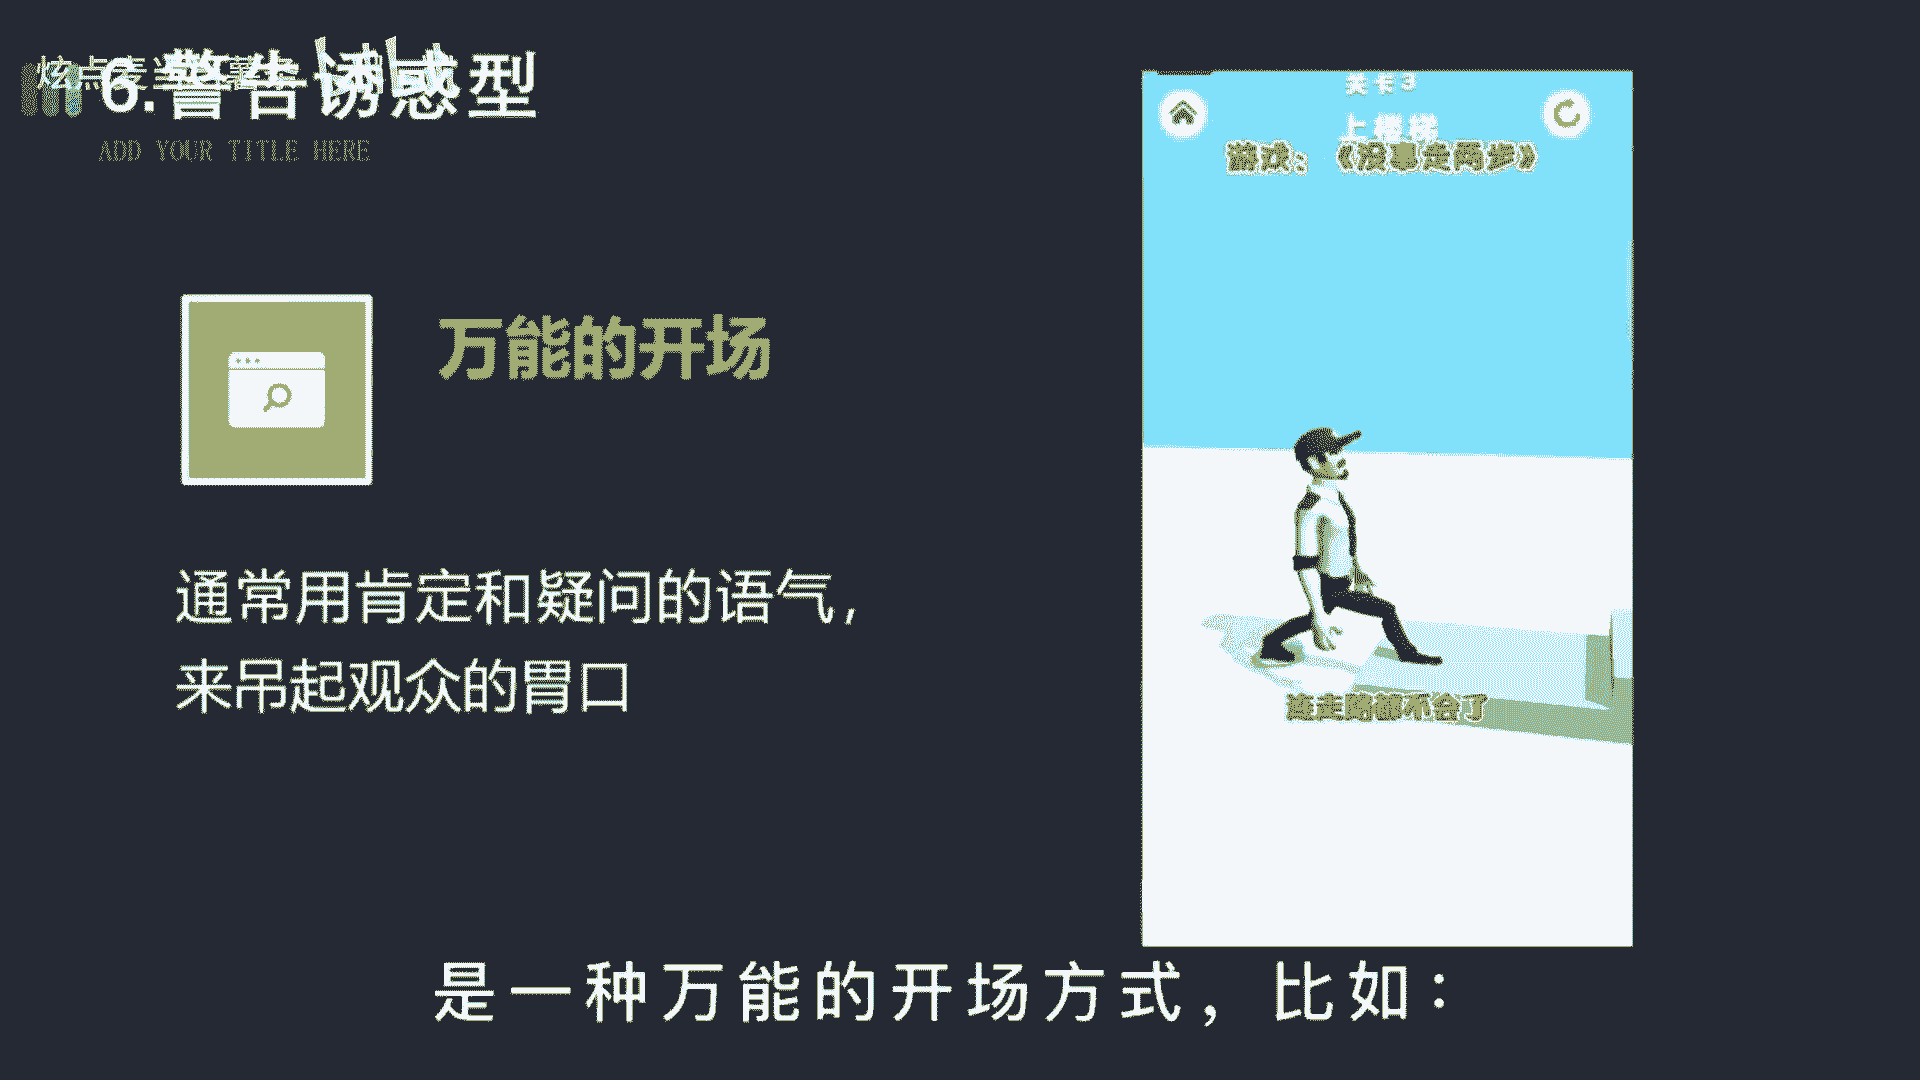 6.警告诱惑型
ADD YOUR TITLE HERE
万能的开场
通常用肯定和疑问的语气，
来吊起观众的胃口
关卡3
上楼梯
游戏：《没事走两步》
连走路都不会了
是一种万能的开场方式，比如：